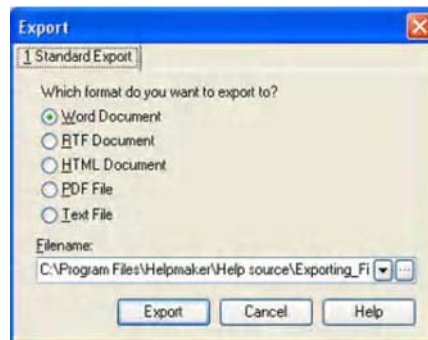 Export
1 Standard Export
Which format do you want to export to?
Word Document
RTF Document
HTML Document
PDF File
Text File
Filename:
C:\Program Files\Helpmaker\Help source\Exporting_Fi
Export Cancel Help